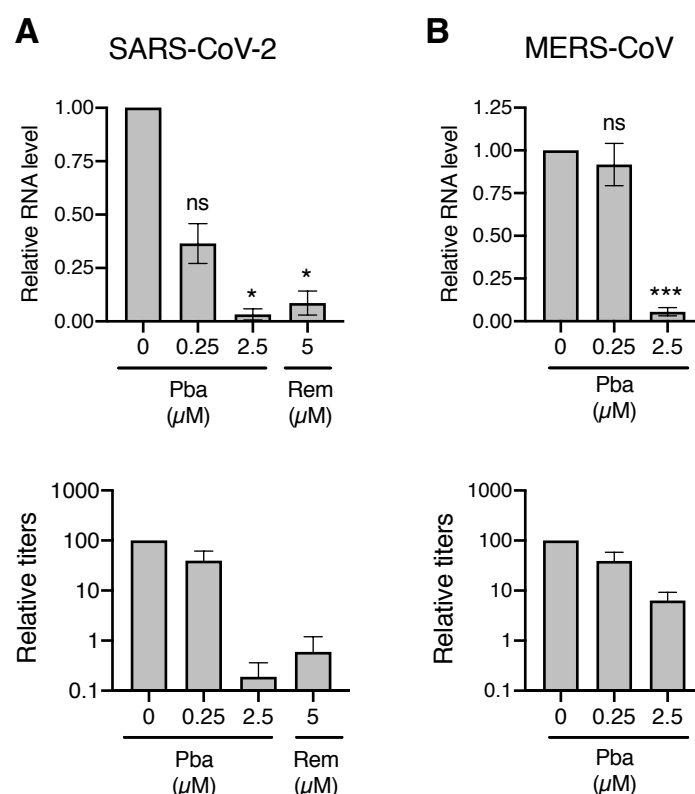 A
SARS-CoV-2
Relative RNA level
1.00
0.75
0.50
0.25
0.00
ns
*
*
0 0.25 2.5 5
Pba Rem
(µM) (µM)
B
MERS-CoV
Relative RNA level
1.25
1.00
0.75
0.50
0.25
0.00
ns
***
0 0.25 2.5
Pba
(µM)
Relative titers
1000
100
10
1
0.1
0 0.25 2.5 5
Pba Rem
(µM) (µM)
Relative titers
1000
100
10
1
0.1
0 0.25 2.5
Pba
(µM)